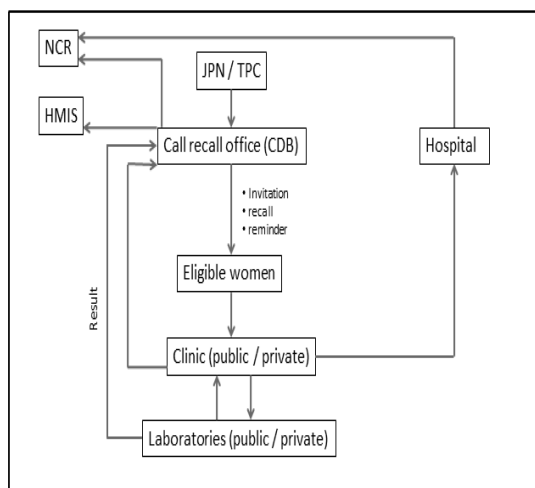 NCR
JPN / TPC
HMIS
Call recall office (CDB)
Hospital
• Invitation
• recall
• reminder
Eligible women
Result
Clinic (public / private)
Laboratories (public / private)